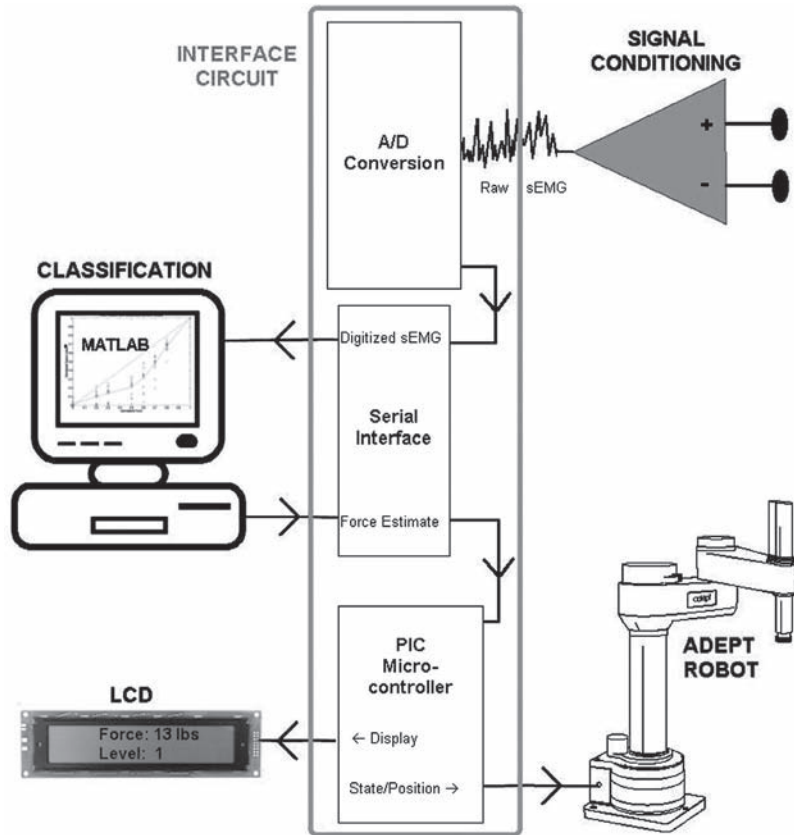 INTERFACE
CIRCUIT
SIGNAL
CONDITIONING
A/D
Conversion
+
-
Raw sEMG
CLASSIFICATION
MATLAB
Digitized sEMG
Serial
Interface
Force Estimate
PIC
Micro-
controller
ADEPT
ROBOT
adept
LCD
Force: 13 lbs
Level: 1
← Display
State/Position →